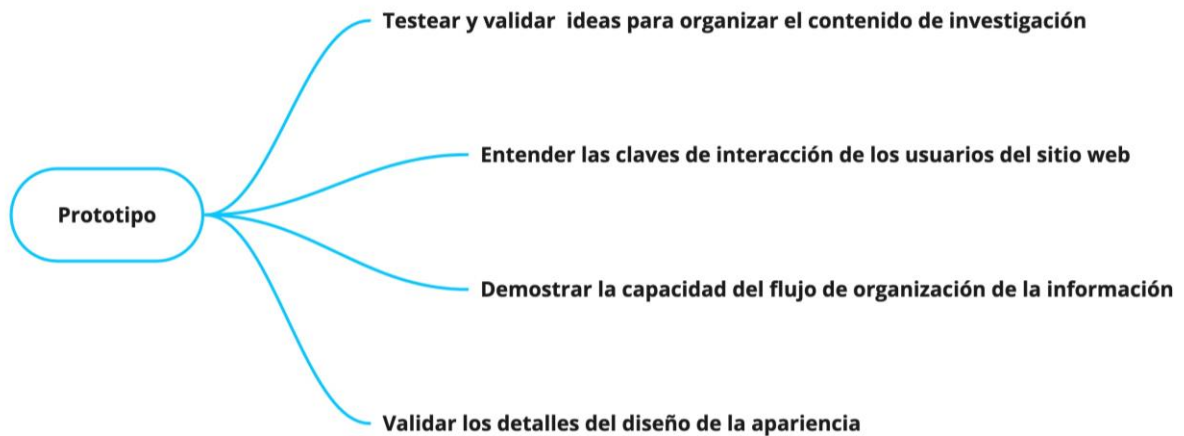 Testear y validar ideas para organizar el contenido de investigación
Entender las claves de interacción de los usuarios del sitio web
Prototipo
Demostrar la capacidad del flujo de organización de la información
Validar los detalles del diseño de la apariencia